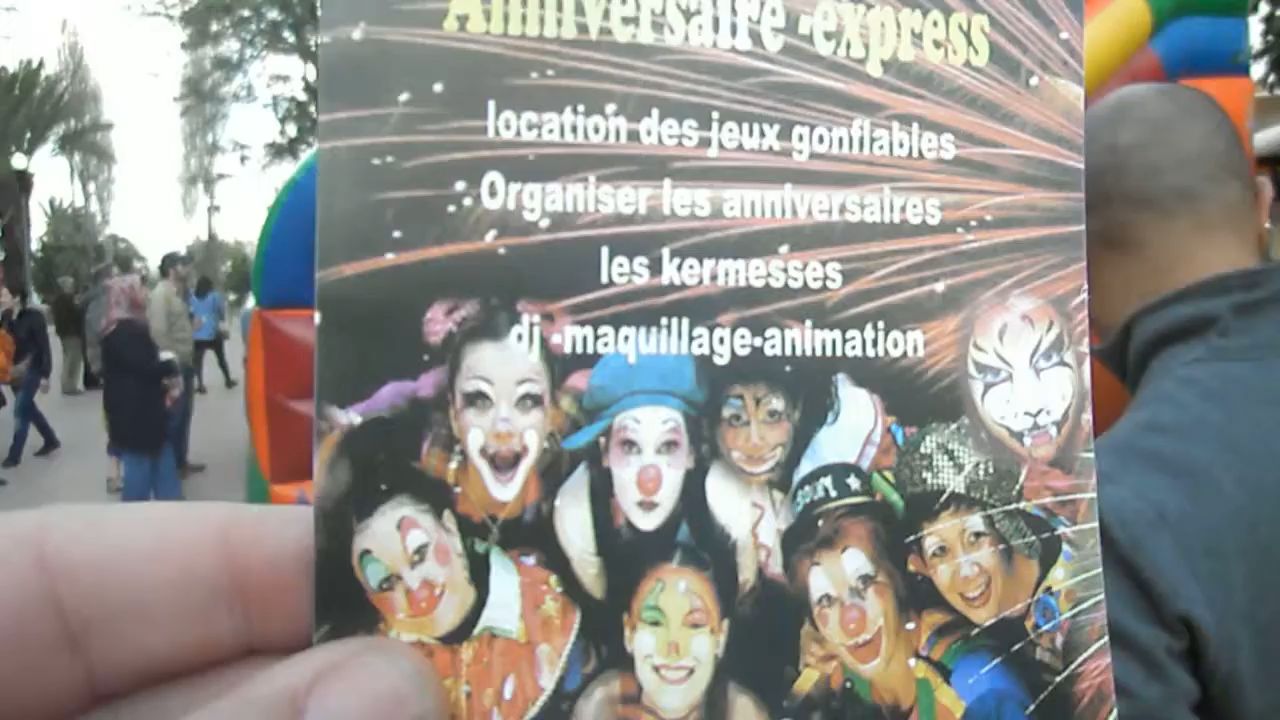 Anniversaire -express
location des jeux gonflables
Organiser les anniversaires
les kermesses
dj -maquillage-animation